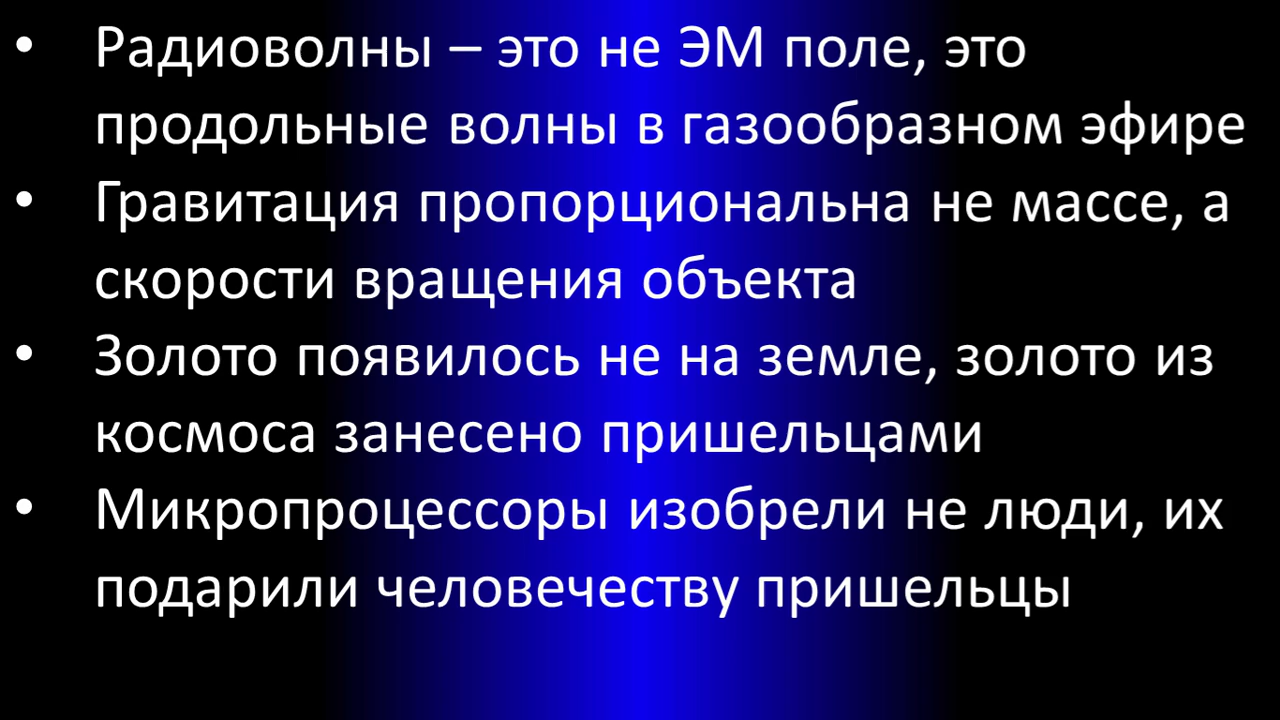 • Радиоволны – это не ЭМ поле, это
продольные волны в газообразном эфире
• Гравитация пропорциональна не массе, а
скорости вращения объекта
• Золото появилось не на земле, золото из
космоса занесено пришельцами
• Микропроцессоры изобрели не люди, их
подарили человечеству пришельцы